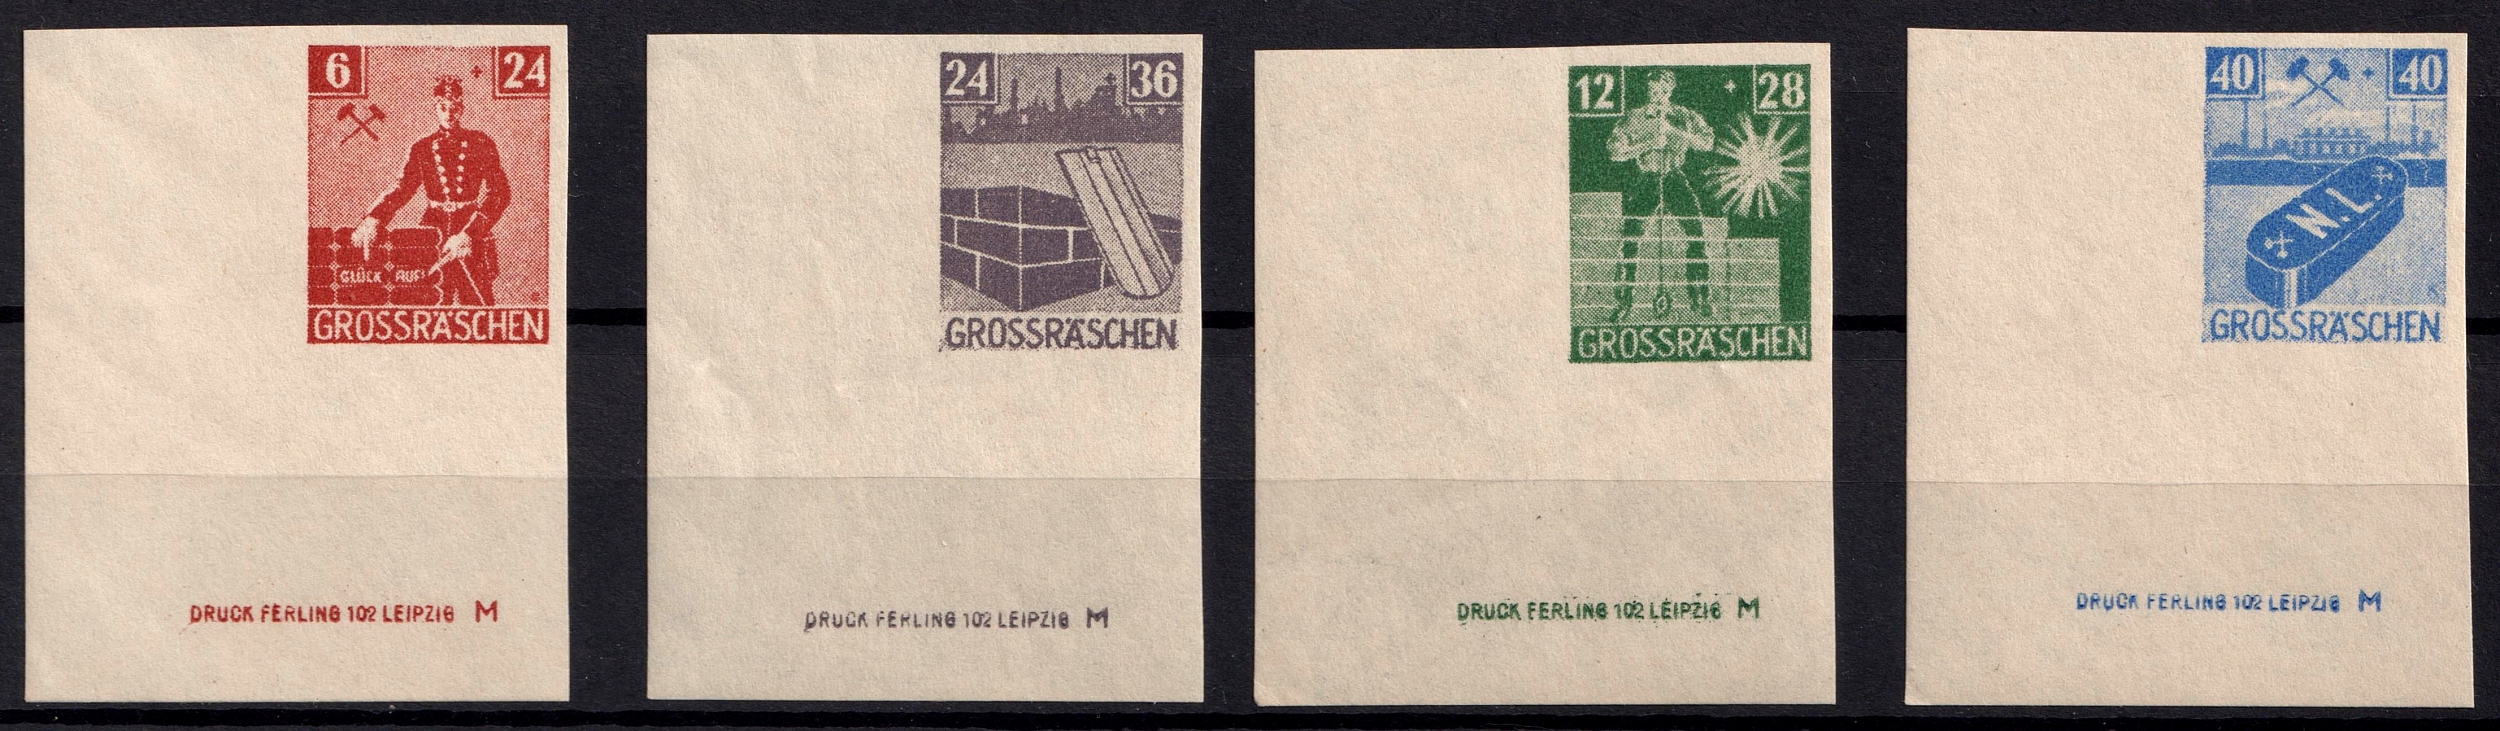 6 + 24
GLÜCK AUF!
GROSSRÄSCHEN
DRUCK FERLING 102 LEIPZIG M
24 36
GROSSRÄSCHEN
DRUCK FERLING 102 LEIPZIG M
12 + 28
GROSSRÄSCHEN
DRUCK FERLING 102 LEIPZIG M
40 + 40
N.L.
GROSSRÄSCHEN
DRUCK FERLING 102 LEIPZIG M